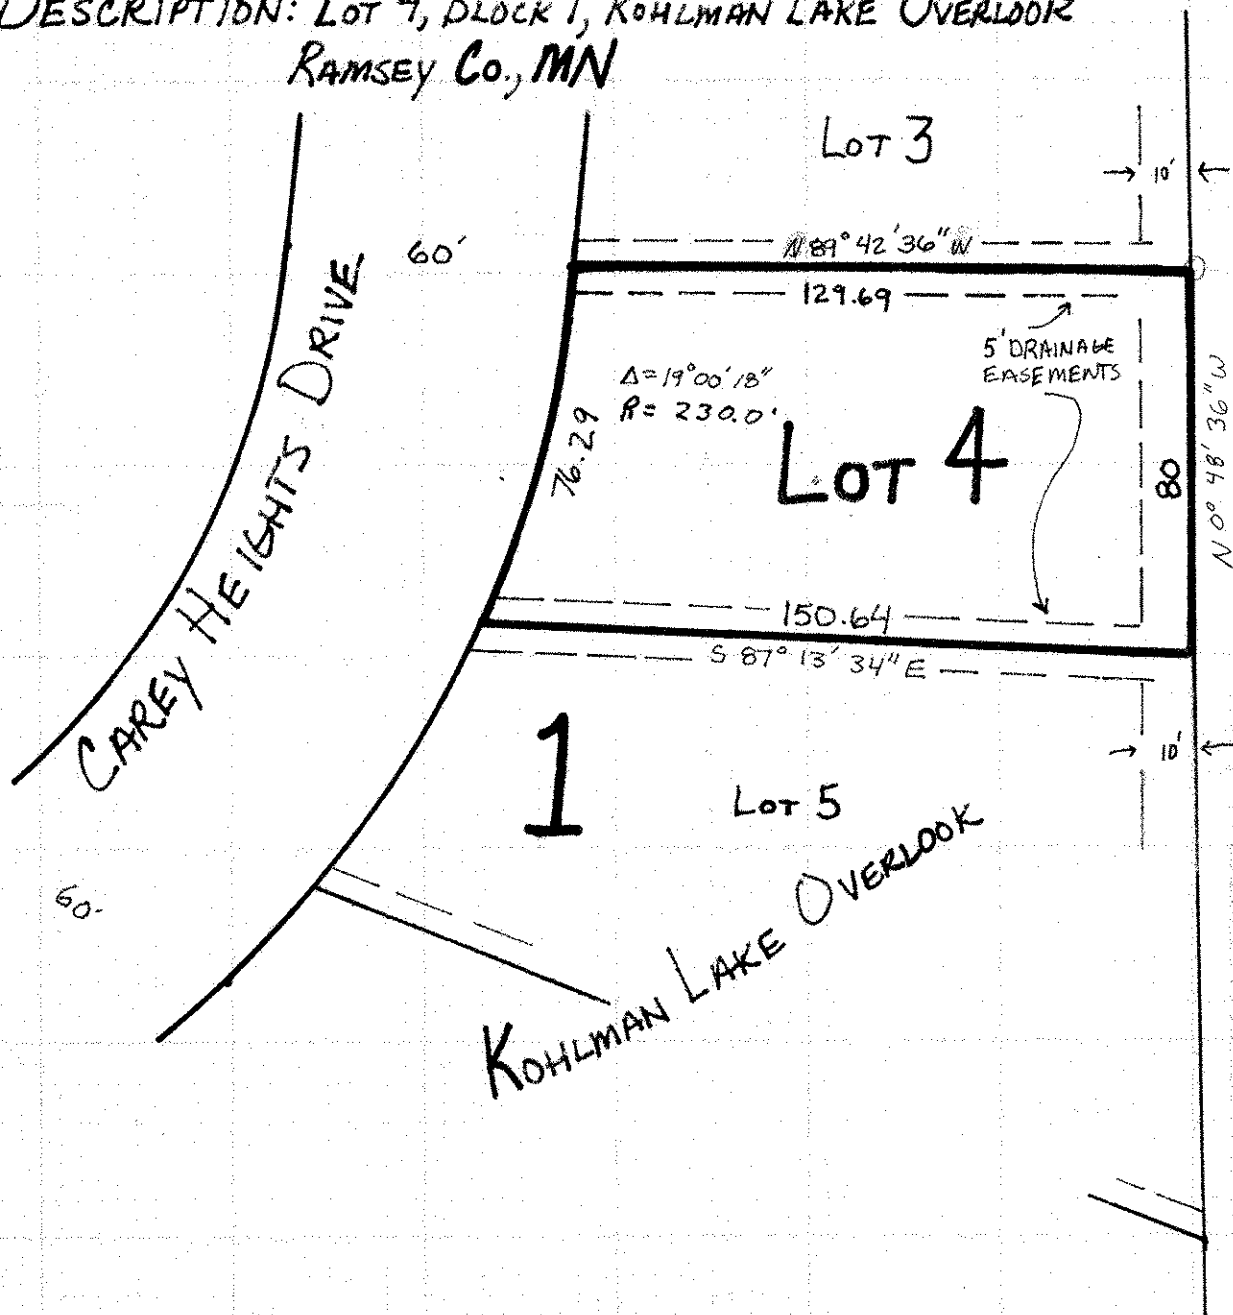 DESCRIPTION: LOT 4, BLOCK 1, KOHLMAN LAKE OVERLOOK
RAMSEY CO., MN
LOT 3
10'
60'
N 89° 42' 36" W
129.69
5' DRAINAGE
EASEMENTS
Δ = 19° 00' 18"
R = 230.0'
76.29
LOT 4
80
N 0° 48' 36" W
CAREY HEIGHTS DRIVE
150.64
S 87° 13' 34" E
1
10'
LOT 5
60.
KOHLMAN LAKE OVERLOOK